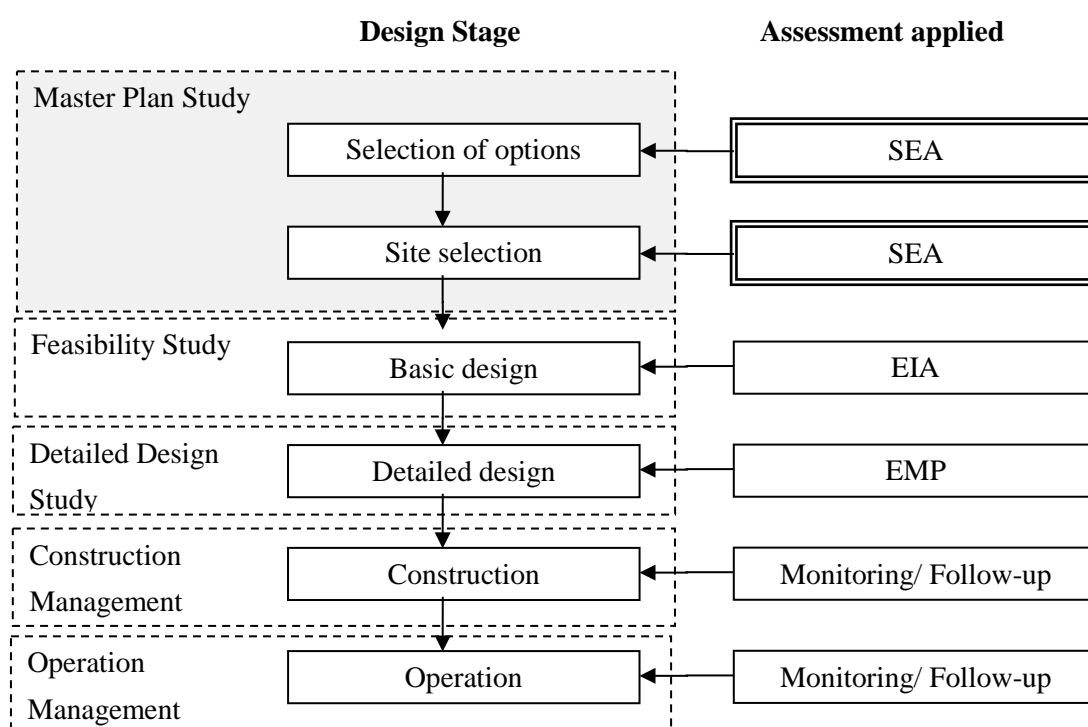 Design Stage
Assessment applied
Master Plan Study
Selection of options
SEA
Site selection
SEA
Feasibility Study
Basic design
EIA
Detailed Design
Study
Detailed design
EMP
Construction
Management
Construction
Monitoring/ Follow-up
Operation
Management
Operation
Monitoring/ Follow-up